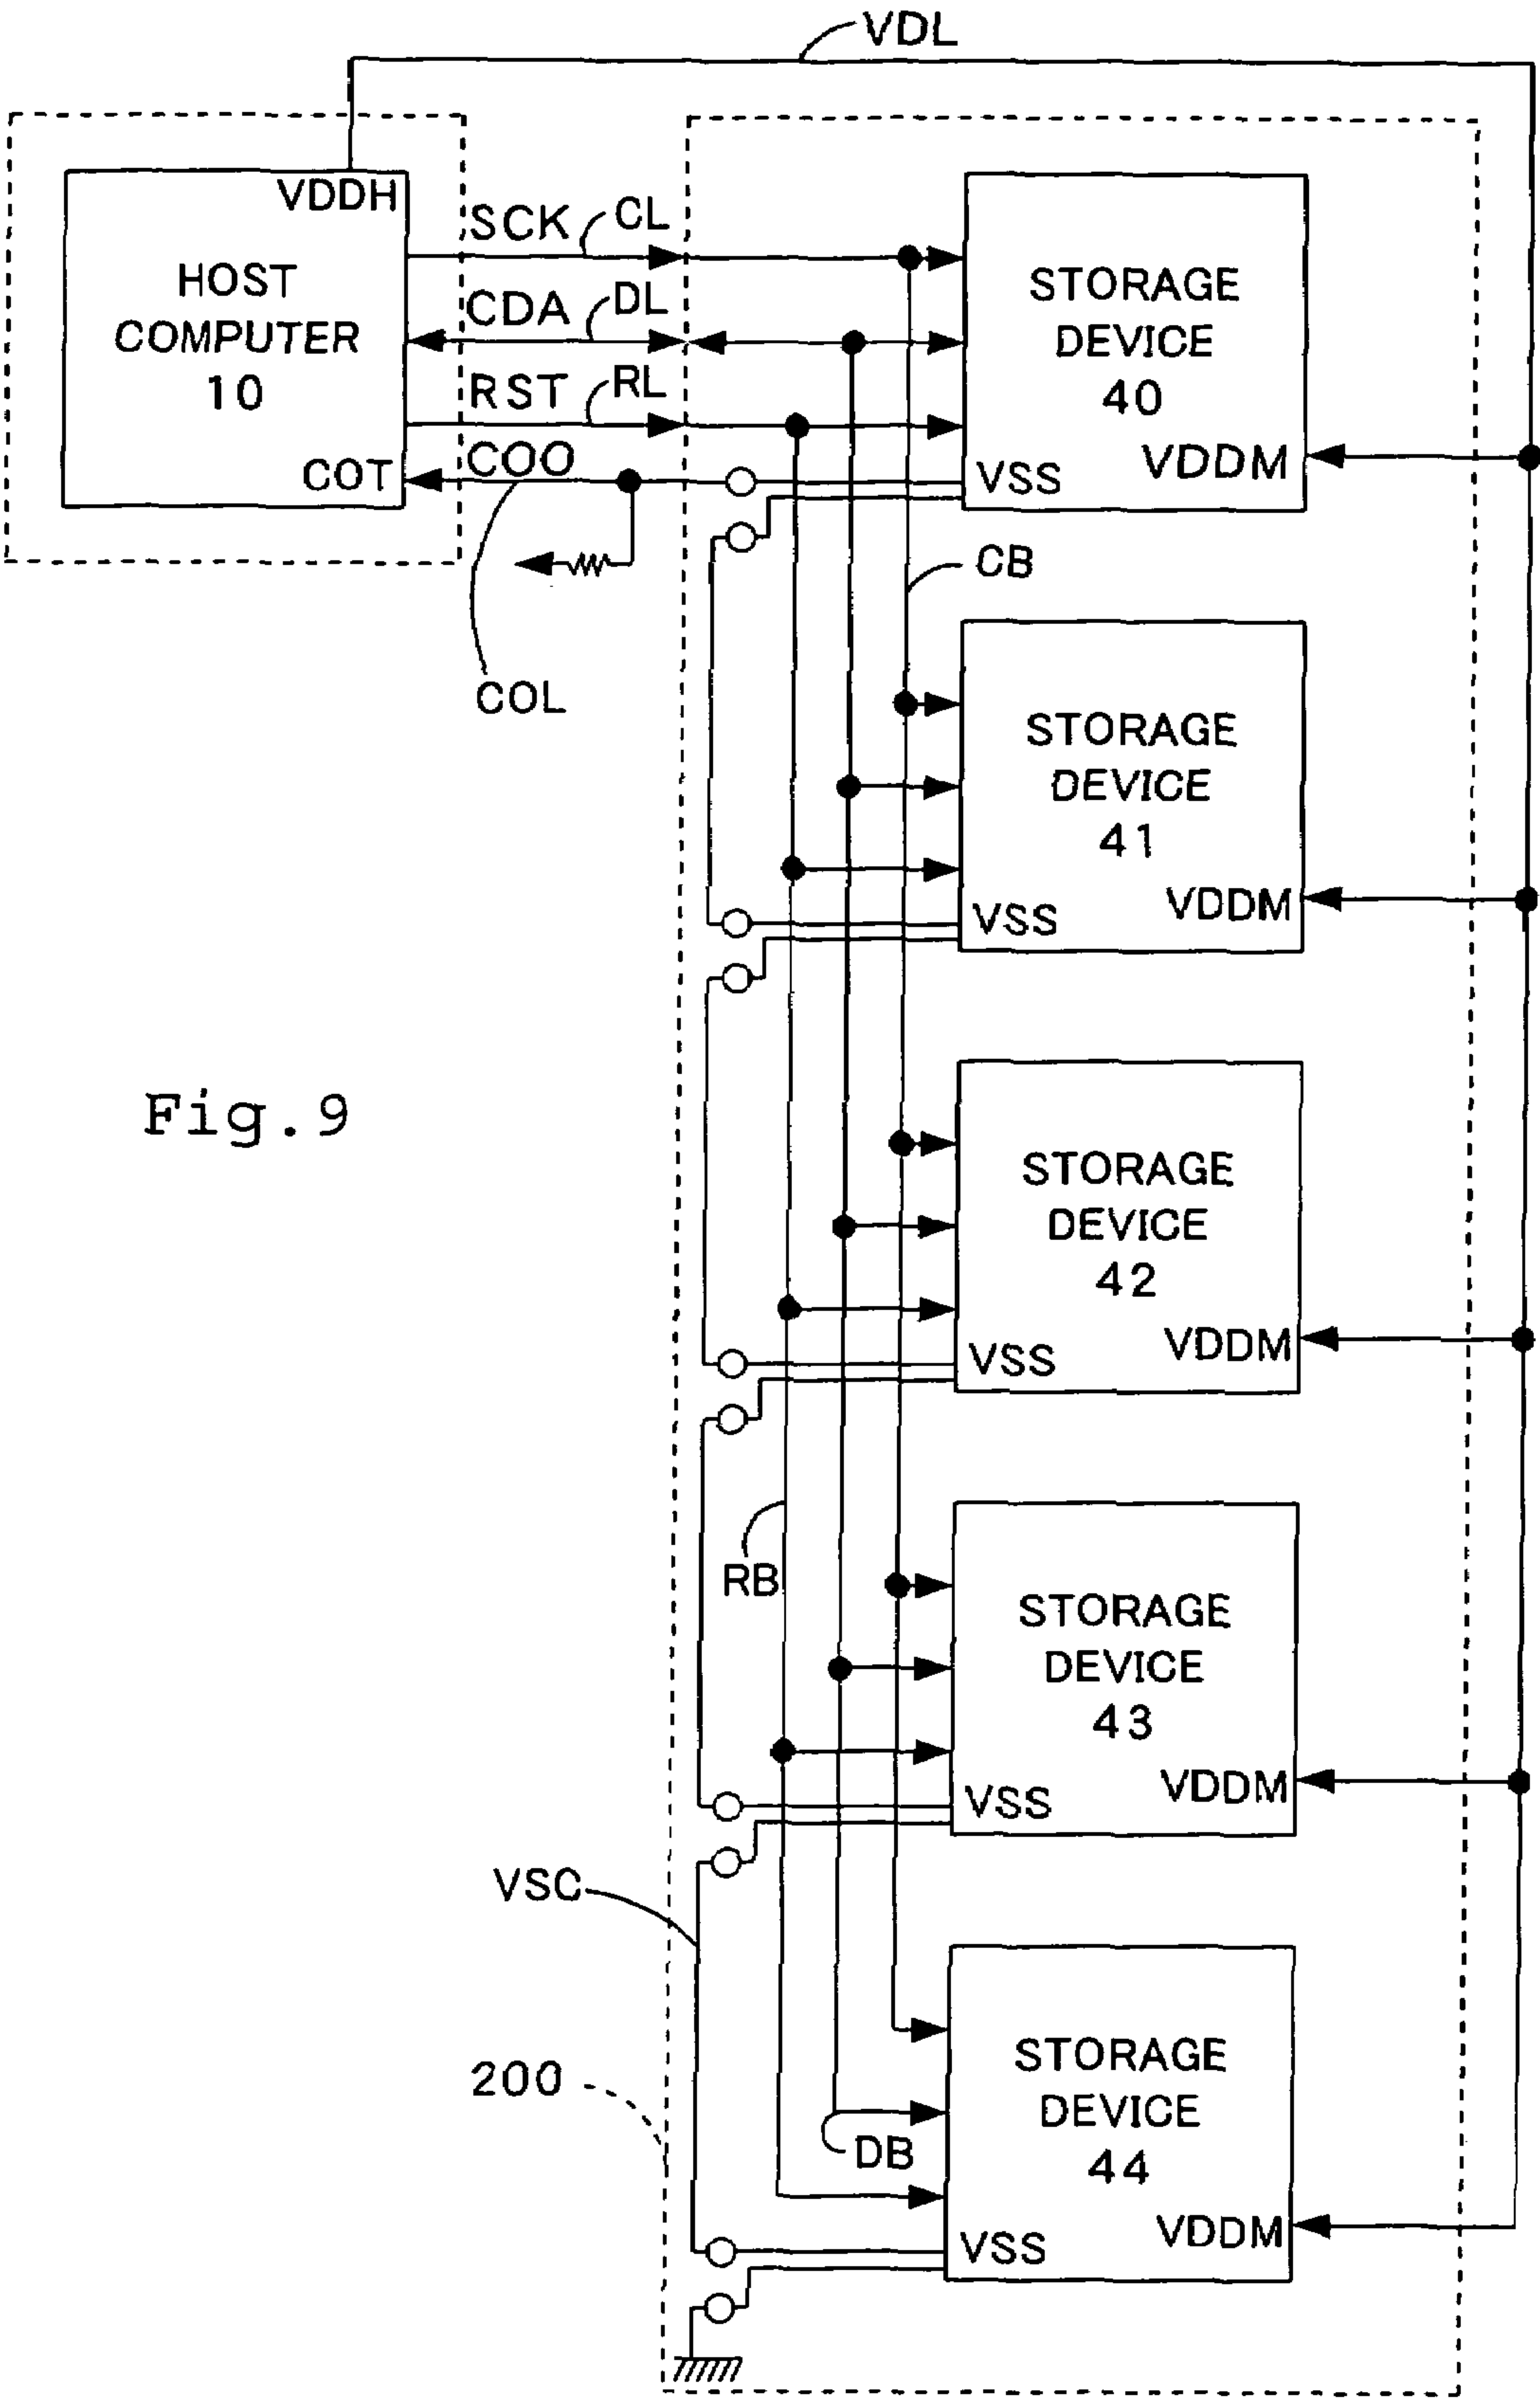 VDL
VDDH
HOST
COMPUTER
10
COT
SCK
CL
CDA
DL
RST
RL
COO
COL
STORAGE
DEVICE
40
VSS
VDDM
CB
STORAGE
DEVICE
41
VSS
VDDM
Fig.9
STORAGE
DEVICE
42
VSS
VDDM
RB
STORAGE
DEVICE
43
VSS
VDDM
VSC
STORAGE
DEVICE
44
VSS
VDDM
200
DB